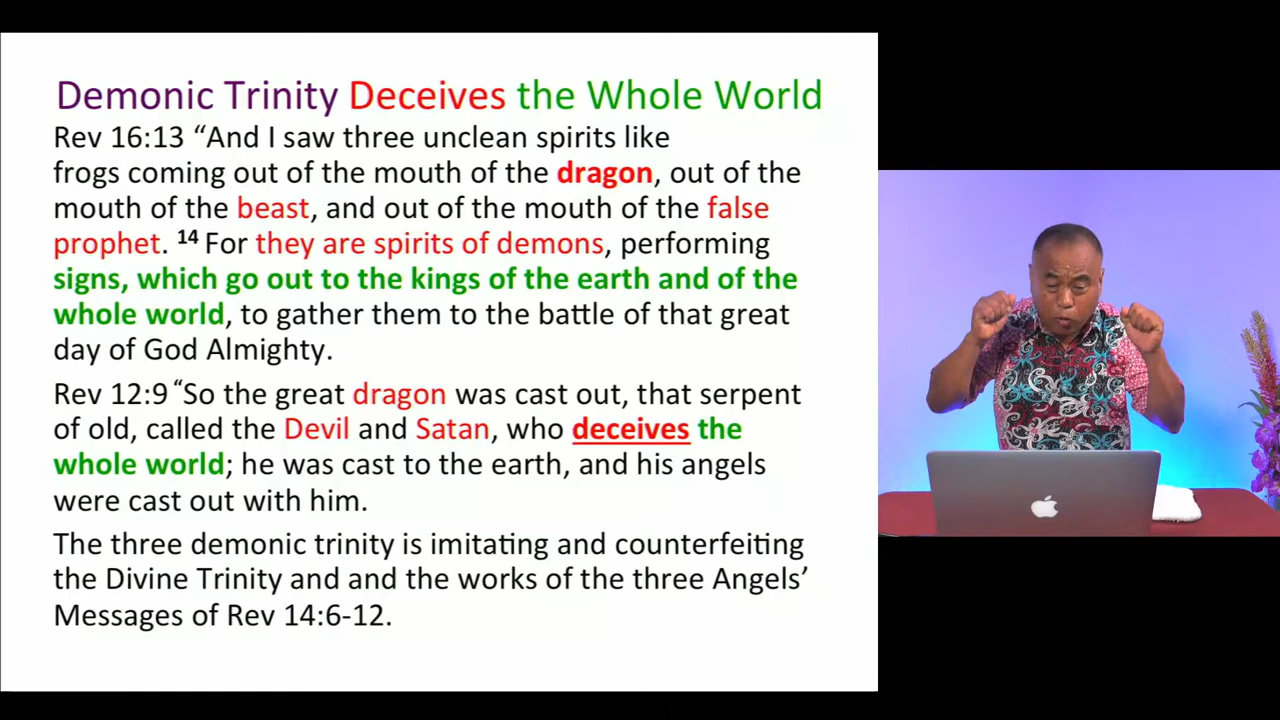 Demonic Trinity Deceives the Whole World
Rev 16:13 “And I saw three unclean spirits like
frogs coming out of the mouth of the dragon, out of the
mouth of the beast, and out of the mouth of the false
prophet. 14 For they are spirits of demons, performing
signs, which go out to the kings of the earth and of the
whole world, to gather them to the battle of that great
day of God Almighty.
Rev 12:9 “So the great dragon was cast out, that serpent
of old, called the Devil and Satan, who deceives the
whole world; he was cast to the earth, and his angels
were cast out with him.
The three demonic trinity is imitating and counterfeiting
the Divine Trinity and and the works of the three Angels’
Messages of Rev 14:6-12.